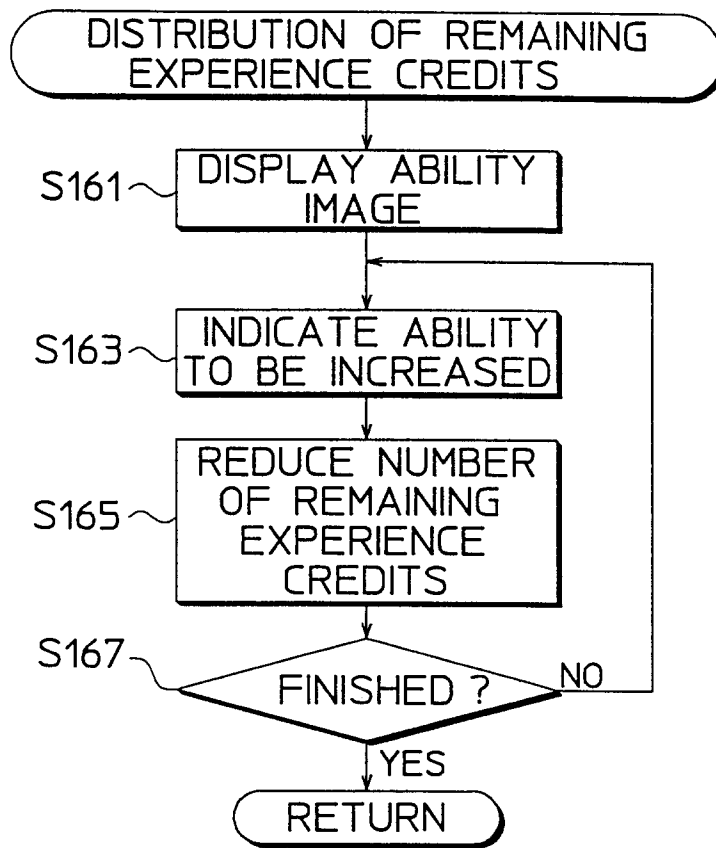 DISTRIBUTION OF REMAINING
EXPERIENCE CREDITS
S161
DISPLAY ABILITY
IMAGE
S163
INDICATE ABILITY
TO BE INCREASED
S165
REDUCE NUMBER
OF REMAINING
EXPERIENCE
CREDITS
S167
FINISHED ?
NO
YES
RETURN